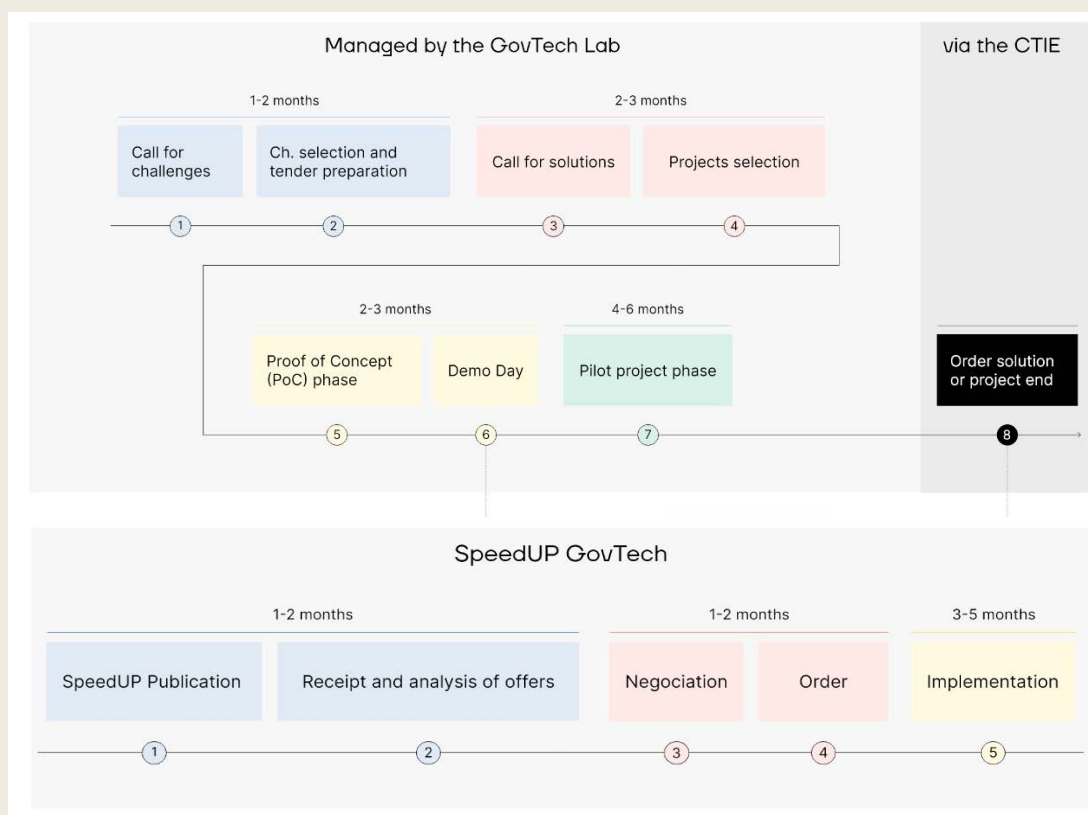 Managed by the GovTech Lab
via the CTIE
1-2 months
2-3 months
Call for
challenges
Ch. selection and
tender preparation
Call for solutions
Projects selection
1
2
3
4
2-3 months
4-6 months
Proof of Concept
(PoC) phase
Demo Day
Pilot project phase
Order solution
or project end
5
6
7
8
SpeedUP GovTech
1-2 months
1-2 months
3-5 months
SpeedUP Publication
Receipt and analysis of offers
Negociation
Order
Implementation
1
2
3
4
5